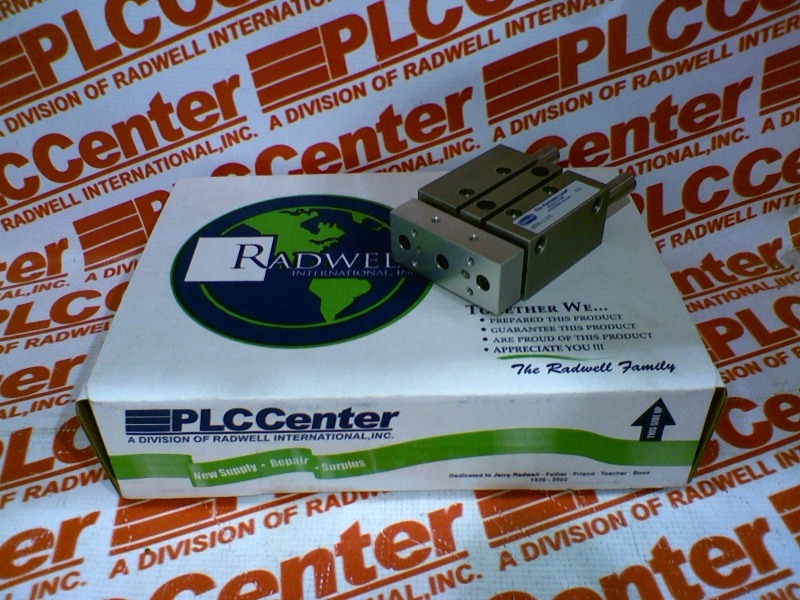 PLCCenter
A DIVISION OF RADWELL INTERNATIONAL, INC.
RADWELL
INTERNATIONAL, INC
TOGETHER WE...
• PREPARED THIS PRODUCT
• GUARANTEE THIS PRODUCT
• ARE PROUD OF THIS PRODUCT
• APPRECIATE YOU !!!
The Radwell Family
PLCCenter
A DIVISION OF RADWELL INTERNATIONAL, INC.
THIS SIDE UP
New Supply • Repair • Surplus
Dedicated to Jerry Radwell - Father - Friend - Teacher - Boss
1938 - 2002
PLCCenter
A DIVISION OF RADWELL INTERNATIONAL, INC.